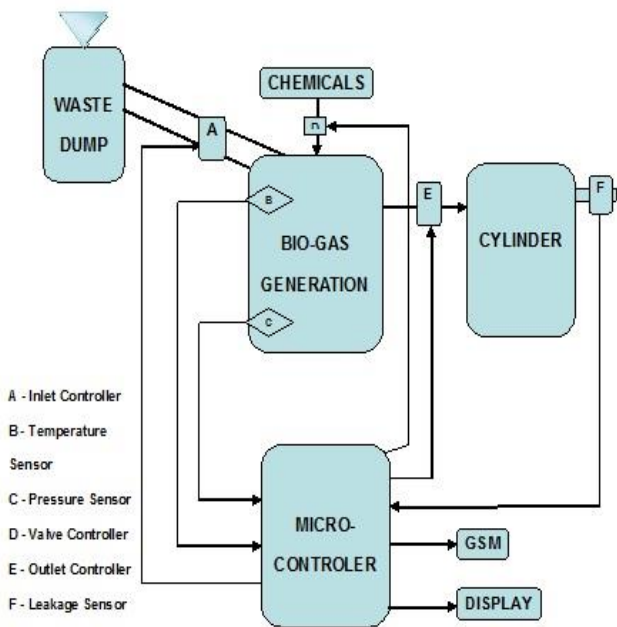 WASTE
DUMP
A
CHEMICALS
D
B
BIO-GAS
GENERATION
C
E
CYLINDER
F
A - Inlet Controller
B- Temperature
Sensor
C - Pressure Sensor
D - Valve Controller
E - Outlet Controller
F - Leakage Sensor
MICRO-
CONTROLER
GSM
DISPLAY